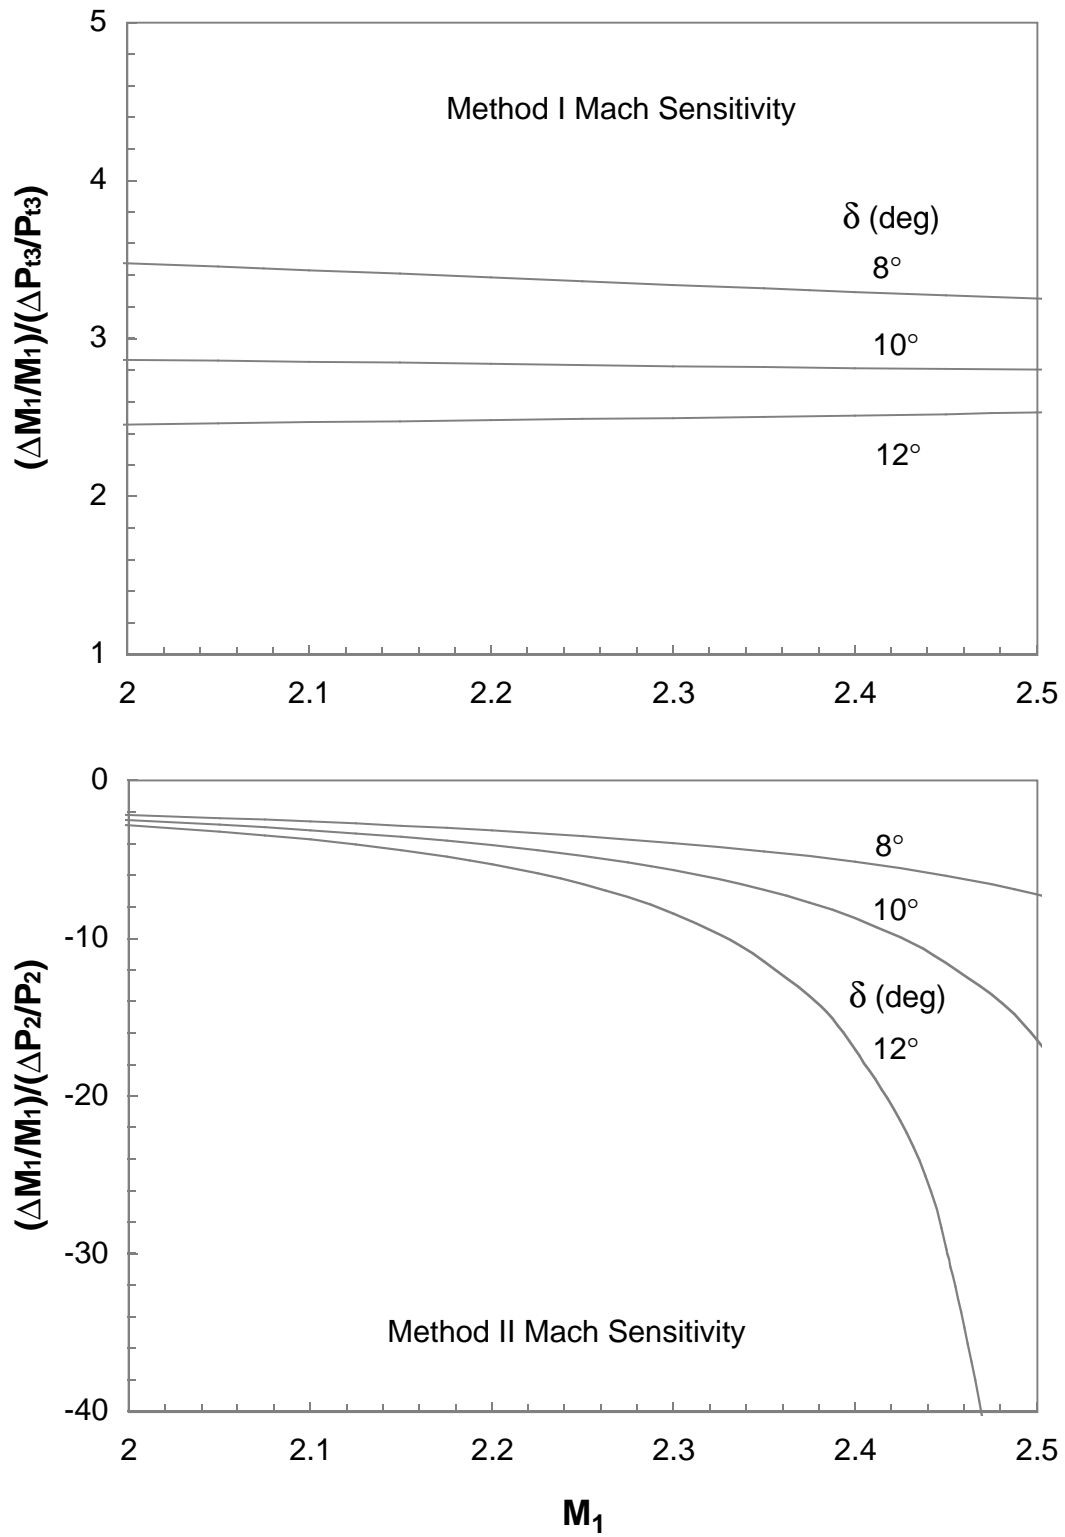 5
Method I Mach Sensitivity
4
δ (deg)
8°
3
10°
12°
2
1
(ΔM₁/M₁)/(ΔPt₃/Pt₃)
2 2.1 2.2 2.3 2.4 2.5
0
8°
10°
-10
δ (deg)
12°
-20
-30
Method II Mach Sensitivity
-40
(ΔM₁/M₁)/(ΔP₂/P₂)
2 2.1 2.2 2.3 2.4 2.5
M₁